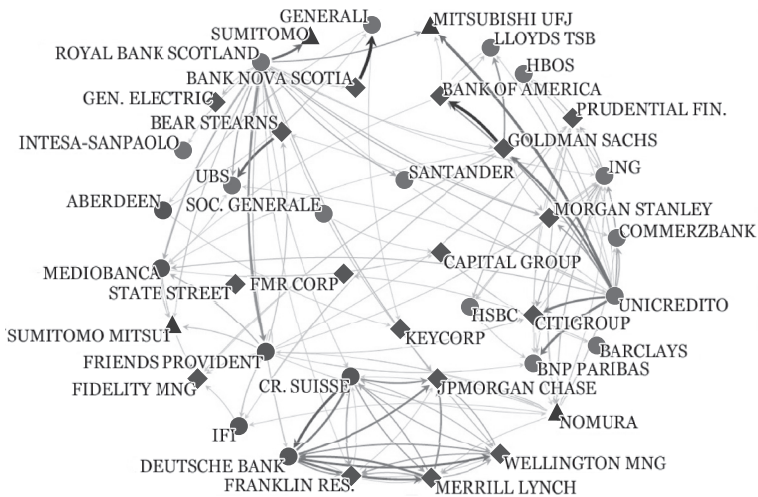 GENERALI
SUMITOMO
MITSUBISHI UFJ
LLOYDS TSB
ROYAL BANK SCOTLAND
HBOS
BANK NOVA SCOTIA
BANK OF AMERICA
GEN. ELECTRIC
PRUDENTIAL FIN.
BEAR STEARNS
GOLDMAN SACHS
INTESA-SANPAOLO
ING
UBS
SANTANDER
ABERDEEN
SOC. GENERALE
MORGAN STANLEY
COMMERZBANK
CAPITAL GROUP
MEDIOBANCA
STATE STREET
FMR CORP
UNICREDITO
HSBC
CITIGROUP
SUMITOMO MITSUI
KEYCORP
BARCLAYS
FRIENDS PROVIDENT
BNP PARIBAS
FIDELITY MNG
CR. SUISSE
JPMORGAN CHASE
NOMURA
IFI
DEUTSCHE BANK
WELLINGTON MNG
FRANKLIN RES.
MERRILL LYNCH